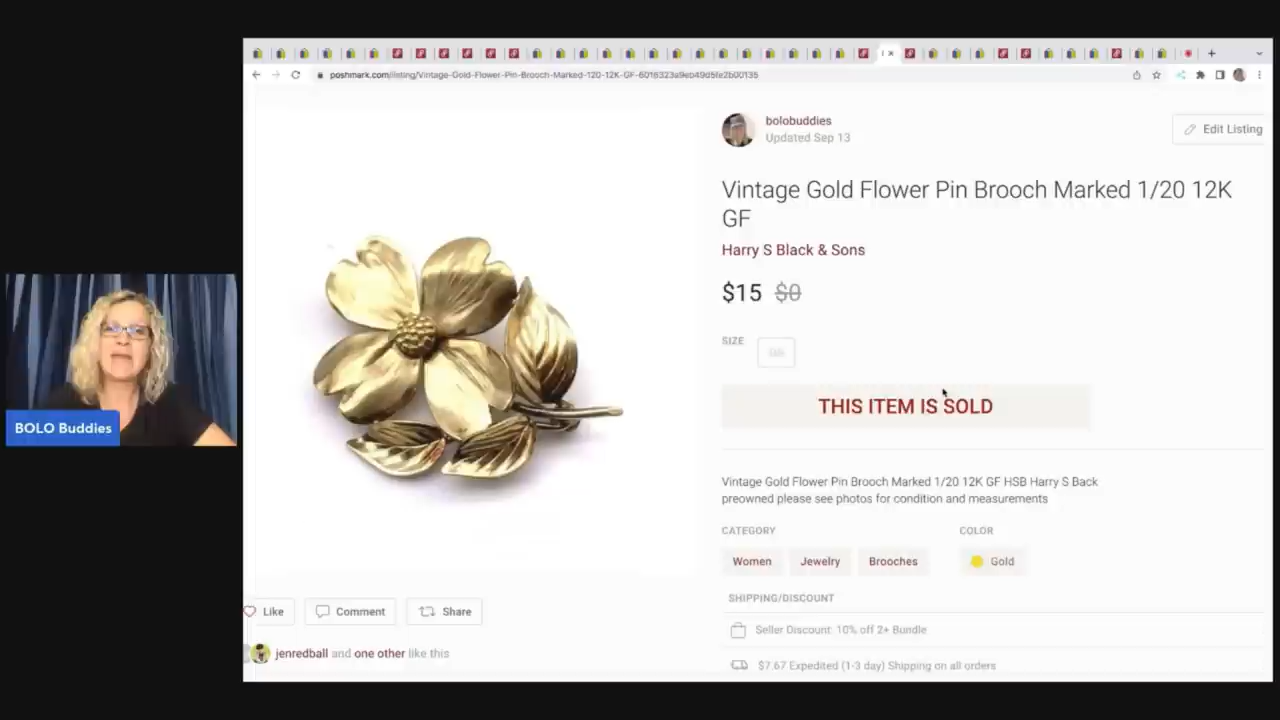 poshmark.com/listing/Vintage-Gold-Flower-Pin-Brooch-Marked-120-12K-GF-6016323a9eb49d5fe2b00135
bolobuddies
Updated Sep 13
Edit Listing
Vintage Gold Flower Pin Brooch Marked 1/20 12K
GF
Harry S Black & Sons
$15 $0
SIZE
THIS ITEM IS SOLD
BOLO Buddies
Vintage Gold Flower Pin Brooch Marked 1/20 12K GF HSB Harry S Back
preowned please see photos for condition and measurements
CATEGORY
COLOR
Women
Jewelry
Brooches
Gold
SHIPPING/DISCOUNT
Like
Comment
Share
Seller Discount: 10% off 2+ Bundle
jenredball and one other like this
$7.67 Expedited (1-3 day) Shipping on all orders